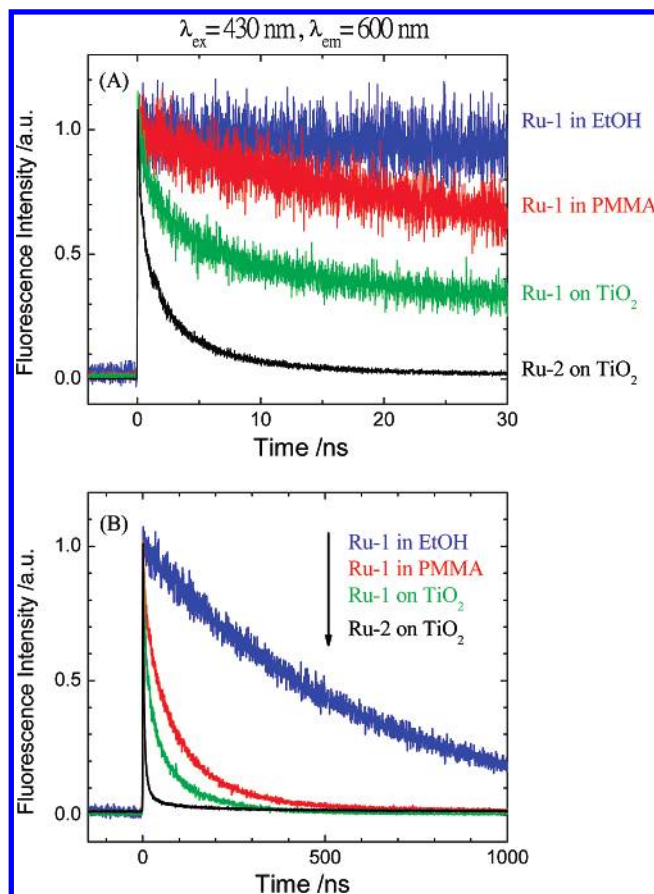 λex=430 nm, λem=600 nm
(A)
Fluorescence Intensity /a.u.
1.0
0.5
0.0
Ru-1 in EtOH
Ru-1 in PMMA
Ru-1 on TiO2
Ru-2 on TiO2
0 10 20 30
Time /ns
(B)
Fluorescence Intensity /a.u.
1.0
0.5
0.0
Ru-1 in EtOH
Ru-1 in PMMA
Ru-1 on TiO2
Ru-2 on TiO2
0 500 1000
Time /ns